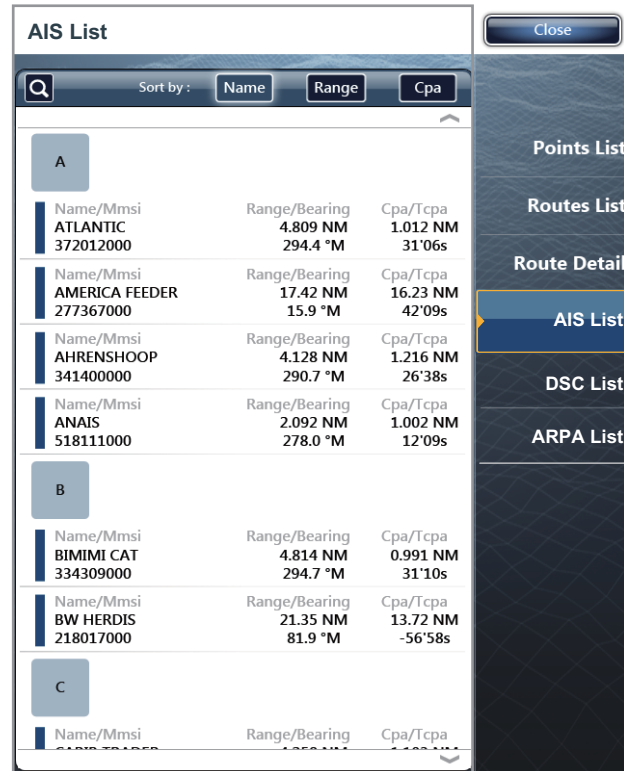 AIS List
Close
Sort by : Name Range Cpa
A
Name/Mmsi Range/Bearing Cpa/Tcpa
ATLANTIC 4.809 NM 1.012 NM
372012000 294.4 °M 31'06s
Name/Mmsi Range/Bearing Cpa/Tcpa
AMERICA FEEDER 17.42 NM 16.23 NM
277367000 15.9 °M 42'09s
Name/Mmsi Range/Bearing Cpa/Tcpa
AHRENSHOOP 4.128 NM 1.216 NM
341400000 290.7 °M 26'38s
Name/Mmsi Range/Bearing Cpa/Tcpa
ANAIS 2.092 NM 1.002 NM
518111000 278.0 °M 12'09s
B
Name/Mmsi Range/Bearing Cpa/Tcpa
BIMIMI CAT 4.814 NM 0.991 NM
334309000 294.7 °M 31'10s
Name/Mmsi Range/Bearing Cpa/Tcpa
BW HERDIS 21.35 NM 13.72 NM
218017000 81.9 °M -56'58s
C
Name/Mmsi Range/Bearing Cpa/Tcpa
Points List
Routes List
Route Detail
AIS List
DSC List
ARPA List